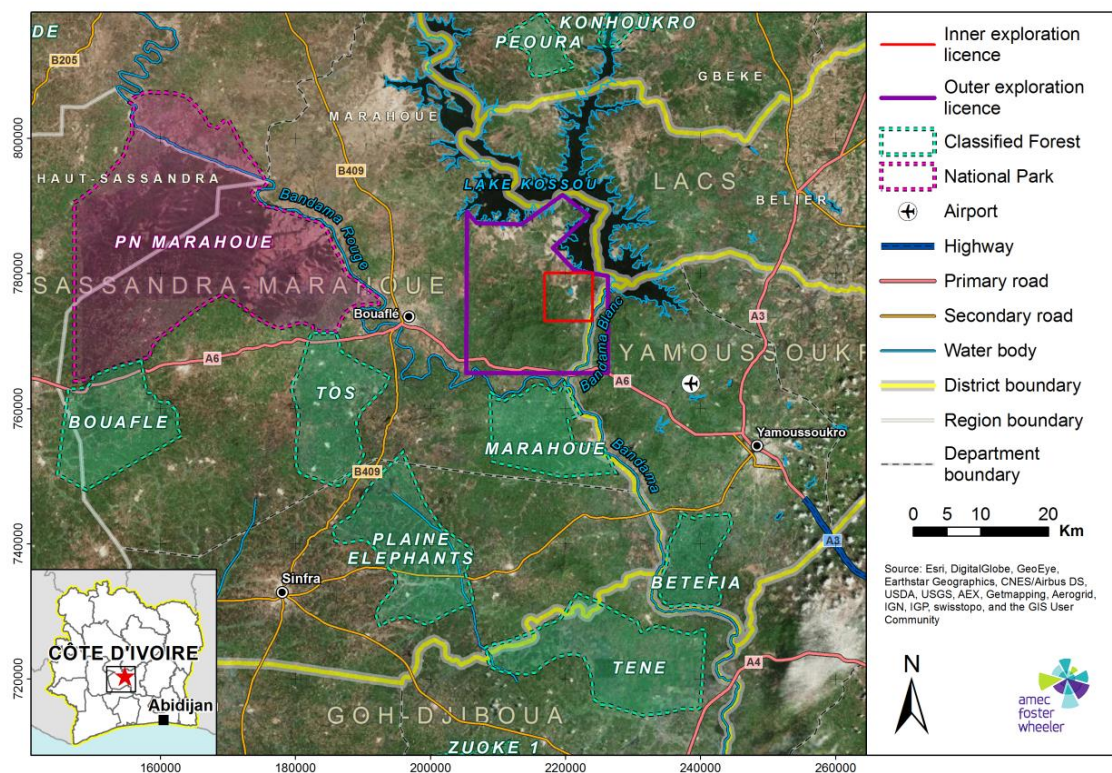 KONHOUKRO
PEOURA
DE
B205
GBEKE
MARAHOUE
HAUT-SASSANDRA
B409
LAKE KOSSOU
LACS
BELIER
Bandama Rouge
PN MARAHOUE
SASSANDRA-MARAHOUE
Bouaflé
Bandama Blanc
A3
YAMOUSSOUKR
A6
A6
TOS
BOUAFLE
MARAHOUE
Yamoussoukro
Bandama
B409
PLAINE
ELEPHANTS
A3
Sinfra
BETEFIA
TENE
A4
GOH-DJIBOUA
ZUOKE 1
CÔTE D'IVOIRE
Abidijan
800000
780000
760000
740000
720000
160000
180000
200000
220000
240000
260000
Inner exploration
licence
Outer exploration
licence
Classified Forest
National Park
Airport
Highway
Primary road
Secondary road
Water body
District boundary
Region boundary
Department
boundary
0 5 10 20
Km
Source: Esri, DigitalGlobe, GeoEye,
Earthstar Geographics, CNES/Airbus DS,
USDA, USGS, AEX, Getmapping, Aerogrid,
IGN, IGP, swisstopo, and the GIS User
Community
N
amec
foster
wheeler